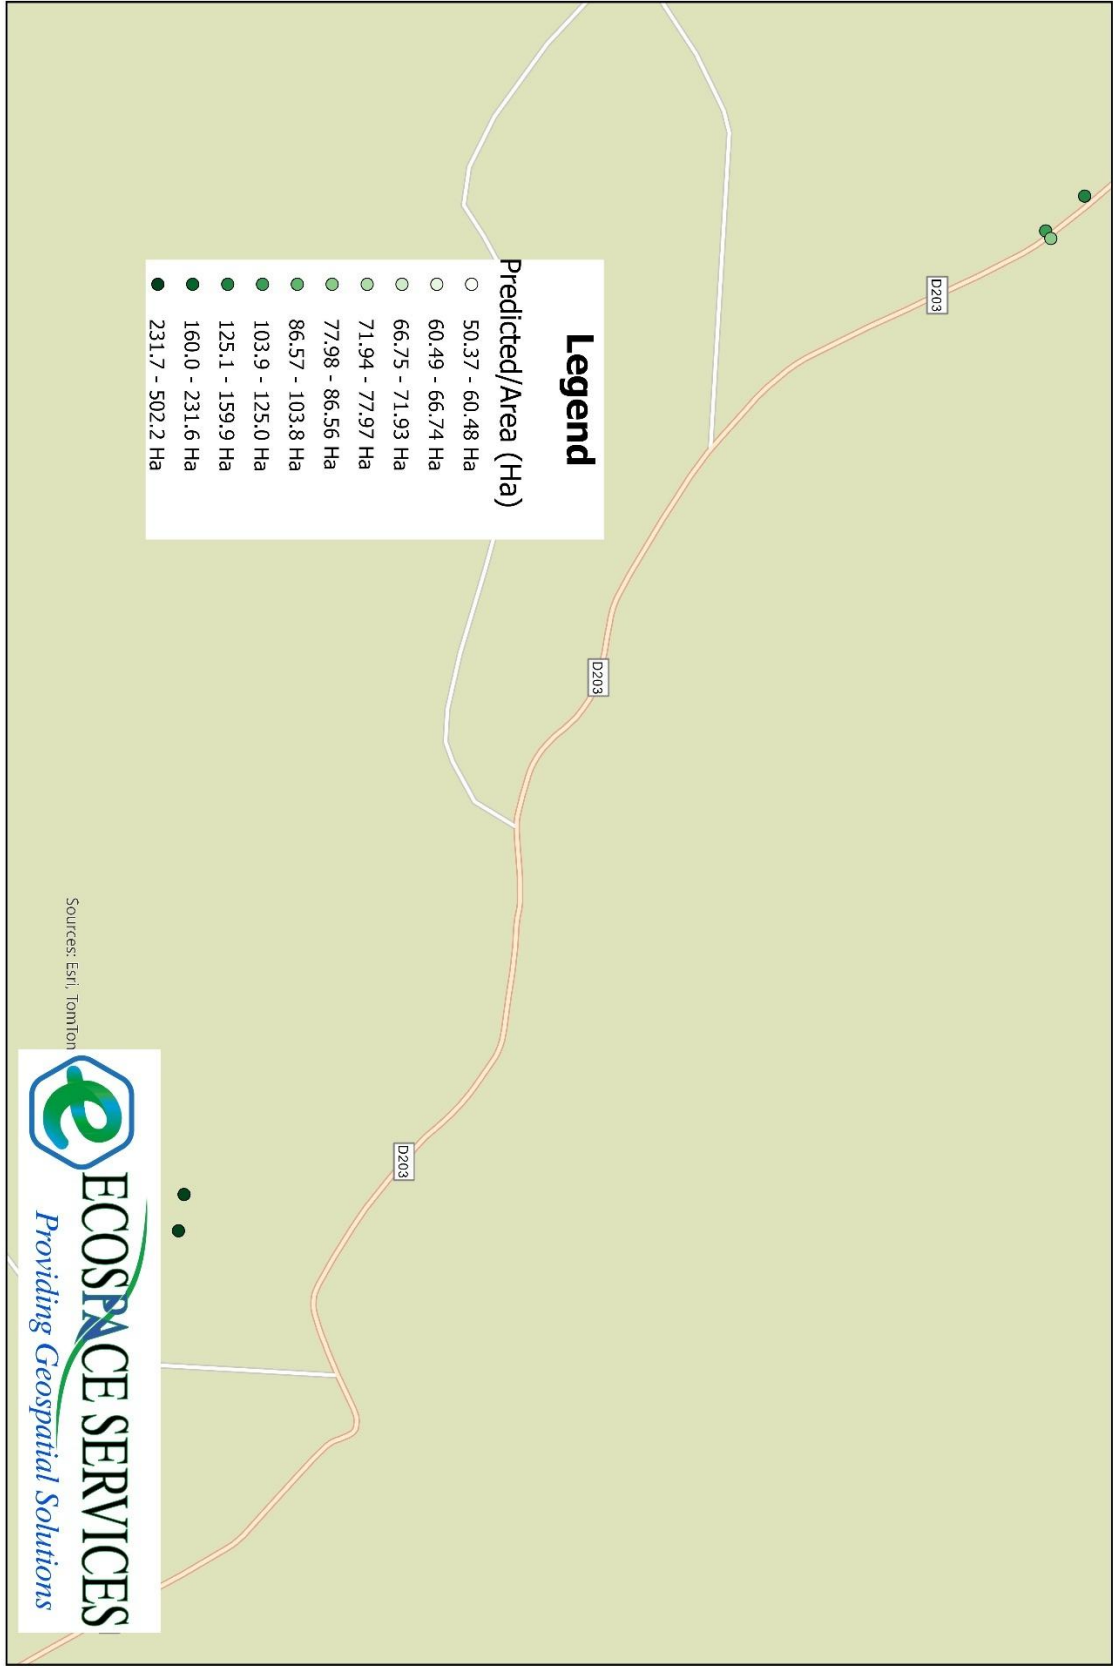 D203
D203
D203
Legend
Predicted/Area (Ha)
50.37 - 60.48 Ha
60.49 - 66.74 Ha
66.75 - 71.93 Ha
71.94 - 77.97 Ha
77.98 - 86.56 Ha
86.57 - 103.8 Ha
103.9 - 125.0 Ha
125.1 - 159.9 Ha
160.0 - 231.6 Ha
231.7 - 502.2 Ha
Sources: Esri, TomTon
ECOSPACE SERVICES
Providing Geospatial Solutions